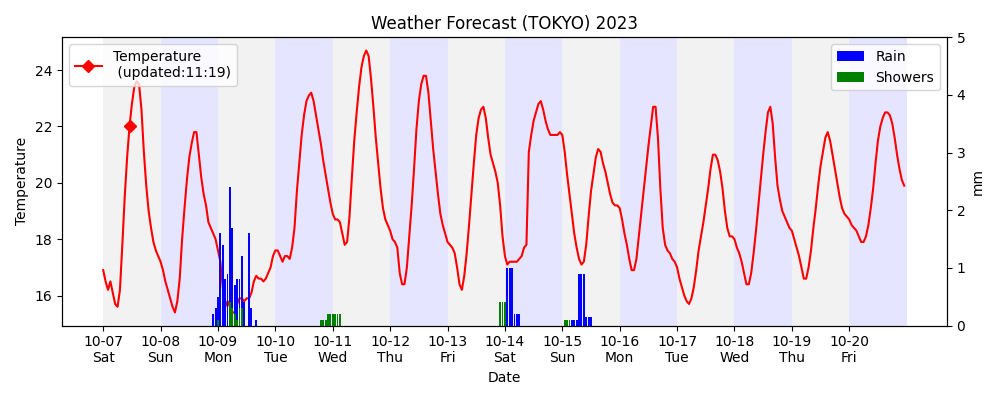 Weather Forecast (TOKYO) 2023
Temperature
(updated:11:19)
Rain
Showers
Temperature
24
22
20
18
16
5
4
3
2
1
0
mm
10-07 10-08 10-09 10-10 10-11 10-12 10-13 10-14 10-15 10-16 10-17 10-18 10-19 10-20
Sat Sun Mon Tue Wed Thu Fri Sat Sun Mon Tue Wed Thu Fri
Date